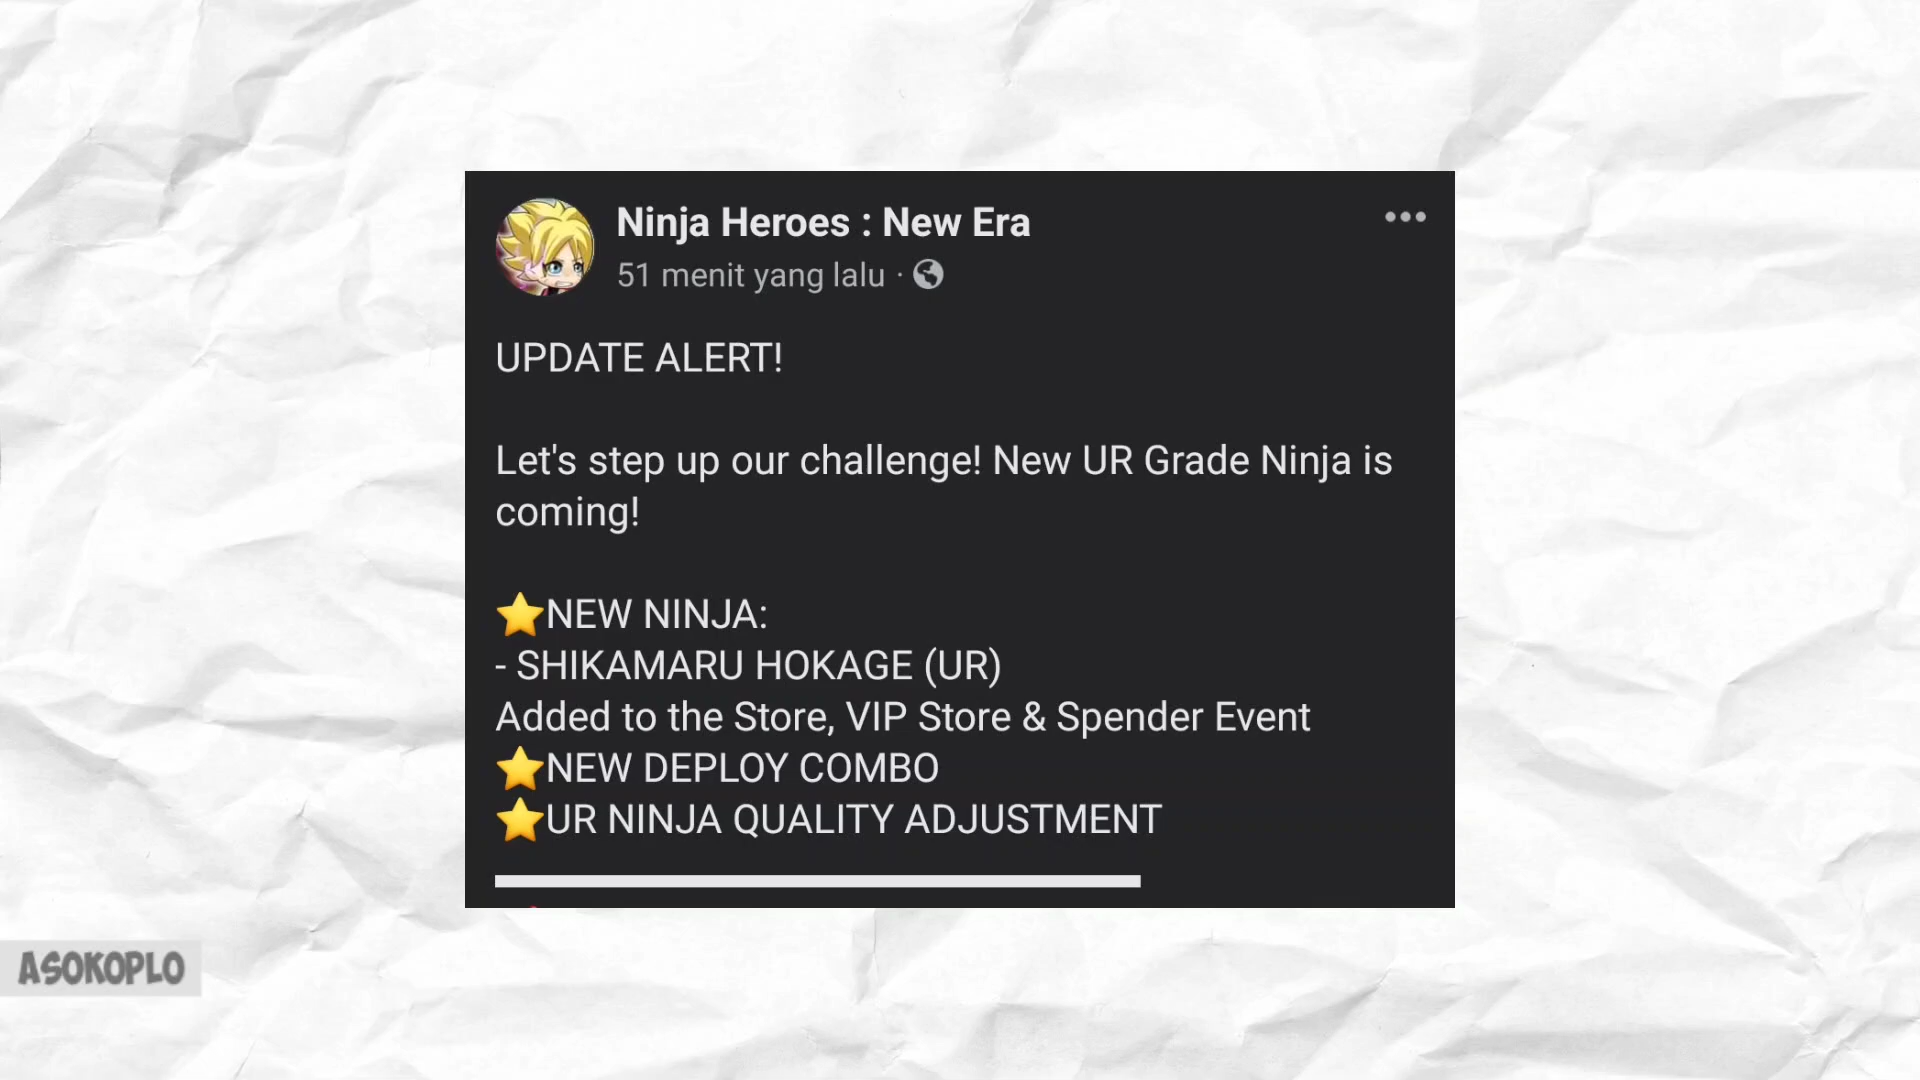 Ninja Heroes : New Era
51 menit yang lalu ·
UPDATE ALERT!
Let's step up our challenge! New UR Grade Ninja is
coming!
⭐NEW NINJA:
- SHIKAMARU HOKAGE (UR)
Added to the Store, VIP Store & Spender Event
⭐NEW DEPLOY COMBO
⭐UR NINJA QUALITY ADJUSTMENT
ASOKOPLO